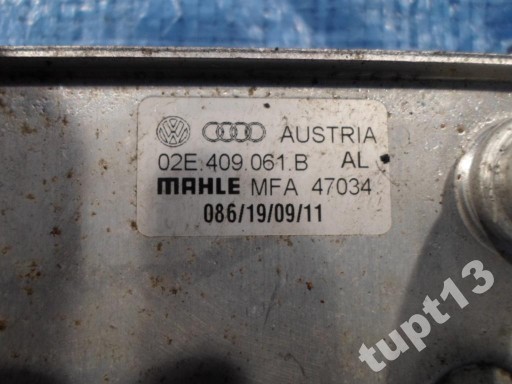 AUSTRIA
02E.409.061.B AL
MAHLE MFA 47034
086/19/09/11
tupt13